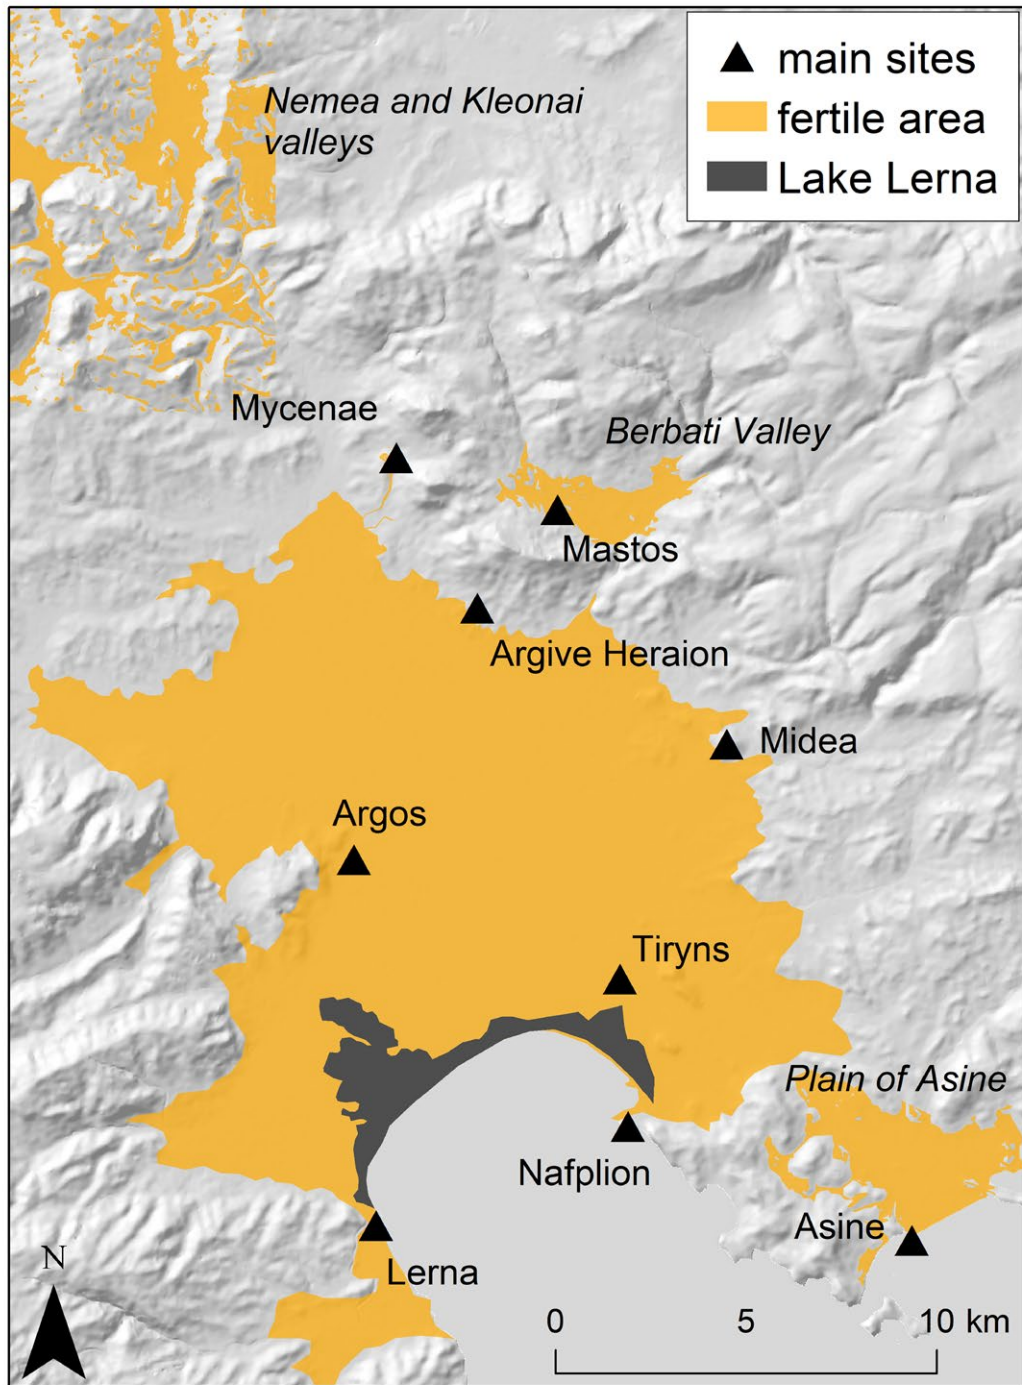 main sites
fertile area
Lake Lerna
Nemea and Kleonai
valleys
Mycenae
Berbati Valley
Mastos
Argive Heraion
Midea
Argos
Tiryns
Plain of Asine
Nafplion
Asine
Lerna
N
0 5 10 km